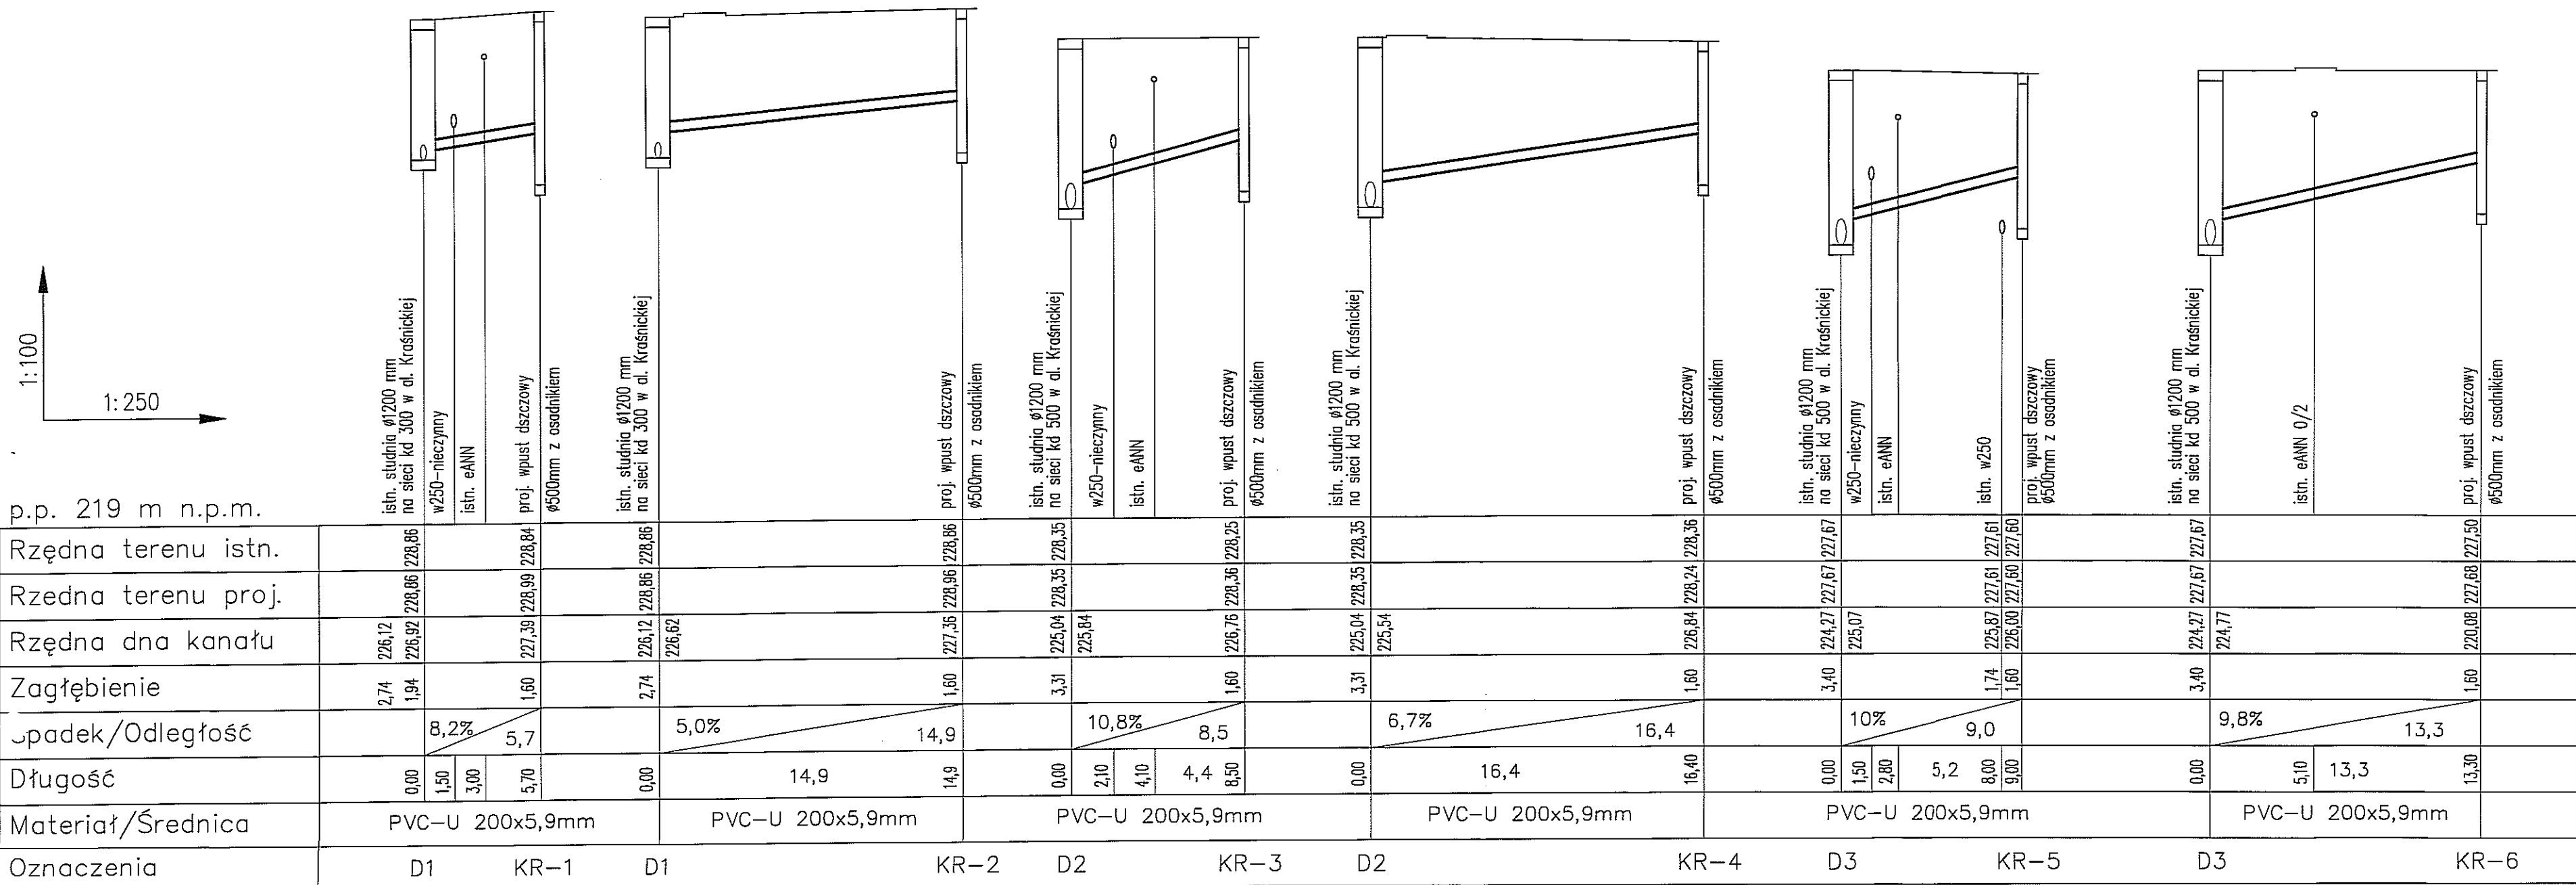 1:100
1:250
p.p. 219 m n.p.m.
istn. studnia ø1200 mm
na sieci kd 300 w al. Kraśnickiej
w250-nieczynny
istn. eANN
proj. wpust dszczowy
ø500mm z osadnikiem
istn. studnia ø1200 mm
na sieci kd 300 w al. Kraśnickiej
proj. wpust dszczowy
ø500mm z osadnikiem
istn. studnia ø1200 mm
na sieci kd 500 w al. Kraśnickiej
w250-nieczynny
istn. eANN
proj. wpust dszczowy
ø500mm z osadnikiem
istn. studnia ø1200 mm
na sieci kd 500 w al. Kraśnickiej
proj. wpust dszczowy
ø500mm z osadnikiem
istn. studnia ø1200 mm
na sieci kd 500 w al. Kraśnickiej
w250-nieczynny
istn. eANN
istn. w250
proj. wpust dszczowy
ø500mm z osadnikiem
istn. studnia ø1200 mm
na sieci kd 500 w al. Kraśnickiej
istn. eANN 0/2
proj. wpust dszczowy
ø500mm z osadnikiem
Rzędna terenu istn. 228,86 228,84 228,86 228,86 228,35 228,25 228,35 228,36 227,67 227,61 227,60 227,67 227,50
Rzedna terenu proj. 228,86 228,99 228,86 228,96 228,35 228,36 228,35 228,24 227,67 227,61 227,60 227,67 227,68
Rzędna dna kanału 226,12 226,92 227,39 226,12 226,62 227,36 225,04 225,84 226,76 225,04 225,54 226,84 224,27 225,07 225,87 226,00 224,27 224,77 220,08
Zagłębienie 2,74 1,94 1,60 2,74 1,60 3,31 1,60 3,31 1,60 3,40 1,74 1,60 3,40 1,60
padek/Odległość 8,2% 5,7 5,0% 14,9 10,8% 8,5 6,7% 16,4 10% 9,0 9,8% 13,3
Długość 0,00 1,50 3,00 5,70 0,00 14,9 14,9 0,00 2,10 4,10 4,4 8,50 0,00 16,4 16,40 0,00 1,50 2,80 5,2 8,00 9,00 0,00 5,10 13,3 13,30
Materiał/Średnica PVC-U 200x5,9mm PVC-U 200x5,9mm PVC-U 200x5,9mm PVC-U 200x5,9mm PVC-U 200x5,9mm PVC-U 200x5,9mm
Oznaczenia D1 KR-1 D1 KR-2 D2 KR-3 D2 KR-4 D3 KR-5 D3 KR-6